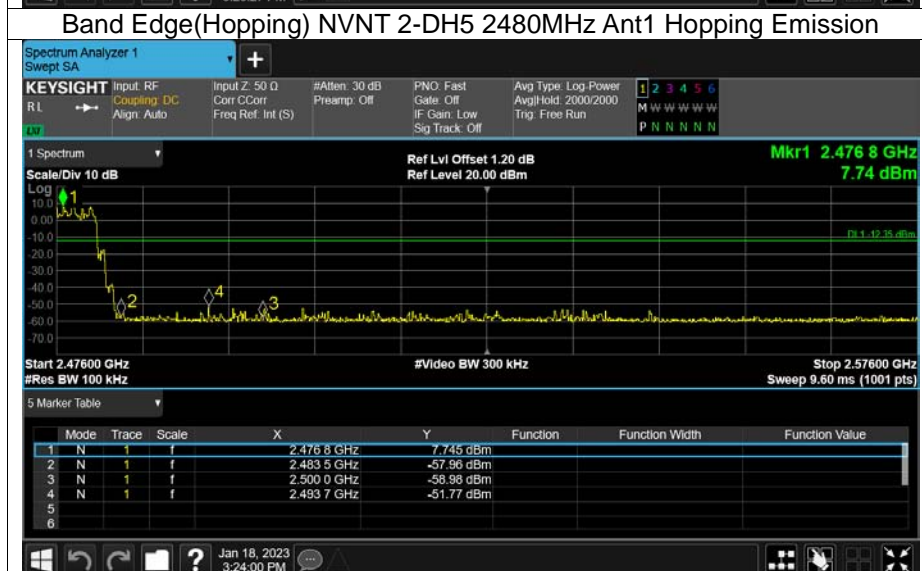 Band Edge(Hopping) NVNT 2-DH5 2480MHz Ant1 Hopping Emission
Spectrum Analyzer 1
Swept SA
+
KEYSIGHT Input: RF Input Z: 50 Ω #Atten: 30 dB PNO: Fast Avg Type: Log-Power 1 2 3 4 5 6
R L Coupling: DC Corr CCorr Preamp: Off Gate: Off Avg|Hold: 2000/2000 M W W W W W
Align: Auto Freq Ref: Int (S) IF Gain: Low Trig: Free Run
LXI Sig Track: Off P N N N N N
1 Spectrum Ref Lvl Offset 1.20 dB Mkr1 2.476 8 GHz
Scale/Div 10 dB Ref Level 20.00 dBm 7.74 dBm
Log
10.0 1
0.00
-10.0 DL1 -12.35 dBm
-20.0
-30.0
-40.0
-50.0 2 4 3
-60.0
-70.0
Start 2.47600 GHz #Video BW 300 kHz Stop 2.57600 GHz
#Res BW 100 kHz Sweep 9.60 ms (1001 pts)
5 Marker Table
Mode Trace Scale X Y Function Function Width Function Value
1 N 1 f 2.476 8 GHz 7.745 dBm
2 N 1 f 2.483 5 GHz -57.96 dBm
3 N 1 f 2.500 0 GHz -58.98 dBm
4 N 1 f 2.493 7 GHz -51.77 dBm
5
6
? Jan 18, 2023
3:24:00 PM